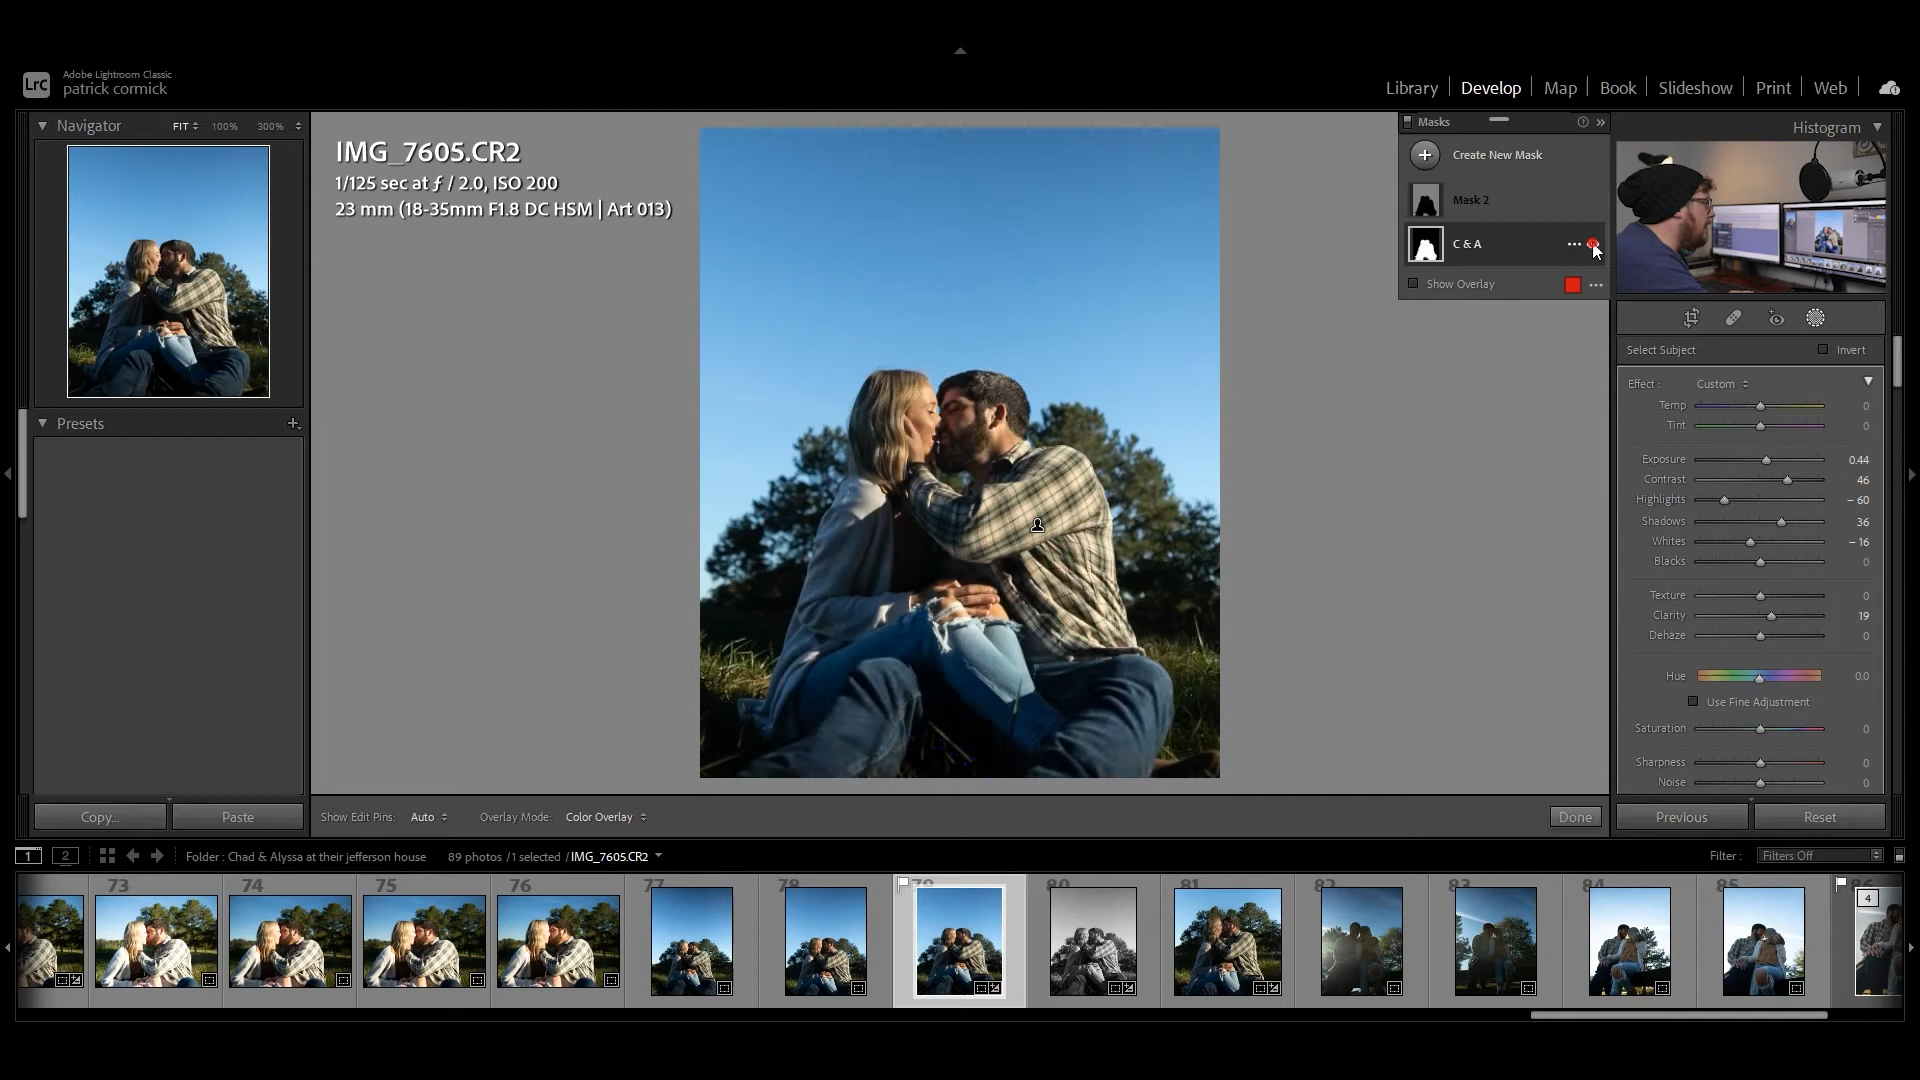 LrC
Adobe Lightroom Classic
patrick cormick
Library
Develop
Map
Book
Slideshow
Print
Web
Navigator
FIT
100%
300%
Presets
IMG_7605.CR2
1/125 sec at ƒ / 2.0, ISO 200
23 mm (18-35mm F1.8 DC HSM | Art 013)
Masks
Create New Mask
Mask 2
C & A
Show Overlay
Histogram
Select Subject
Invert
Effect :
Custom
Temp
0
Tint
0
Exposure
0.44
Contrast
46
Highlights
– 60
Shadows
36
Whites
– 16
Blacks
0
Texture
0
Clarity
19
Dehaze
0
Hue
0.0
Use Fine Adjustment
Saturation
0
Sharpness
0
Noise
0
Copy...
Paste
Show Edit Pins:
Auto
Overlay Mode:
Color Overlay
Done
Previous
Reset
1
2
Folder : Chad & Alyssa at their jefferson house
89 photos /1 selected /IMG_7605.CR2
Filter :
Filters Off
73
74
75
76
77
78
79
80
81
82
83
84
85
86
4